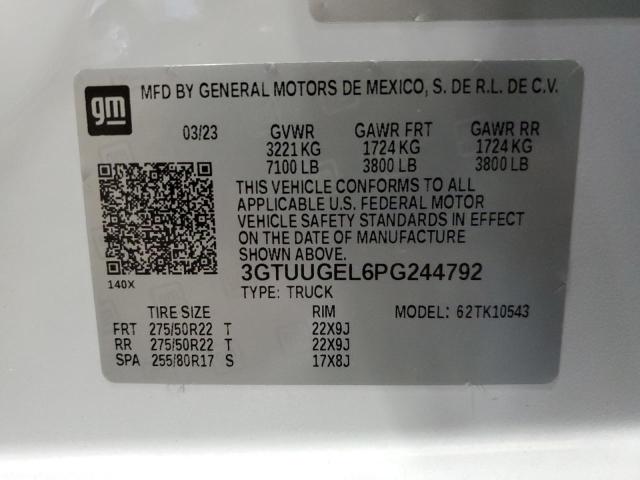 gm
MFD BY GENERAL MOTORS DE MEXICO, S. DE R.L. DE C.V.
03/23 GVWR GAWR FRT GAWR RR
3221 KG 1724 KG 1724 KG
7100 LB 3800 LB 3800 LB
THIS VEHICLE CONFORMS TO ALL
APPLICABLE U.S. FEDERAL MOTOR
VEHICLE SAFETY STANDARDS IN EFFECT
ON THE DATE OF MANUFACTURE
SHOWN ABOVE.
140X
3GTUUGEL6PG244792
TYPE: TRUCK
TIRE SIZE RIM MODEL: 62TK10543
FRT 275/50R22 T 22X9J
RR 275/50R22 T 22X9J
SPA 255/80R17 S 17X8J